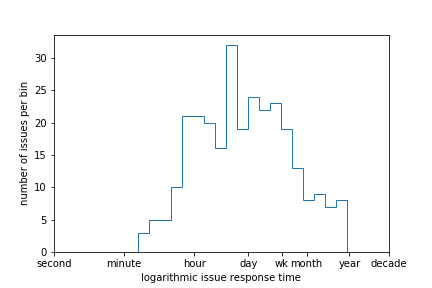 number of issues per bin
30
25
20
15
10
5
0
second minute hour day wk month year decade
logarithmic issue response time